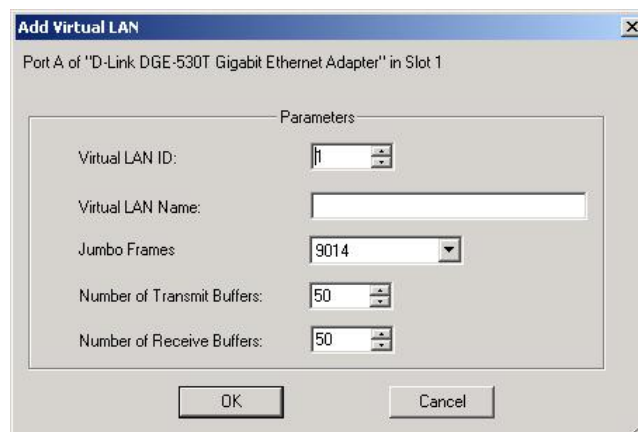 Add Virtual LAN
Port A of "D-Link DGE-530T Gigabit Ethernet Adapter" in Slot 1
Parameters
Virtual LAN ID: 1
Virtual LAN Name:
Jumbo Frames 9014
Number of Transmit Buffers: 50
Number of Receive Buffers: 50
OK Cancel